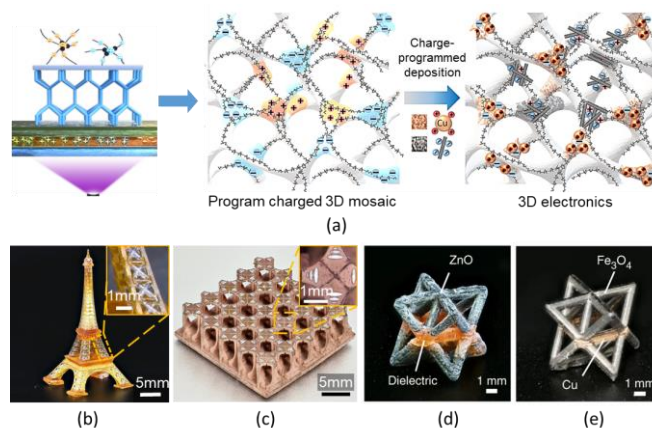 Charge-
programmed
deposition
Cu
Program charged 3D mosaic
3D electronics
(a)
1mm
5mm
(b)
1mm
5mm
(c)
ZnO
Dielectric
1 mm
(d)
Fe₃O₄
Cu
1 mm
(e)